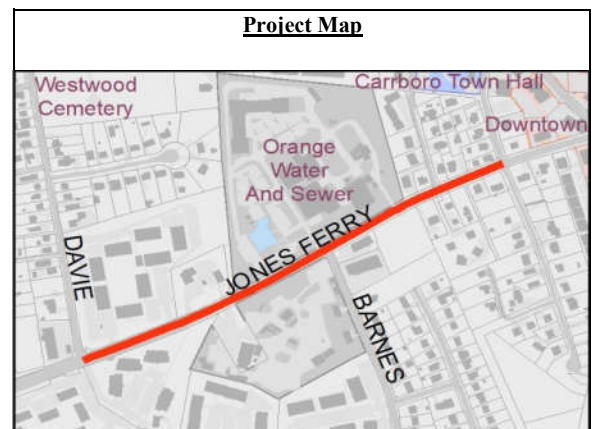 Project Map
Westwood
Cemetery
Carrboro Town Hall
Downtown
Orange
Water
And Sewer
DAVIE
JONES FERRY
BARNES